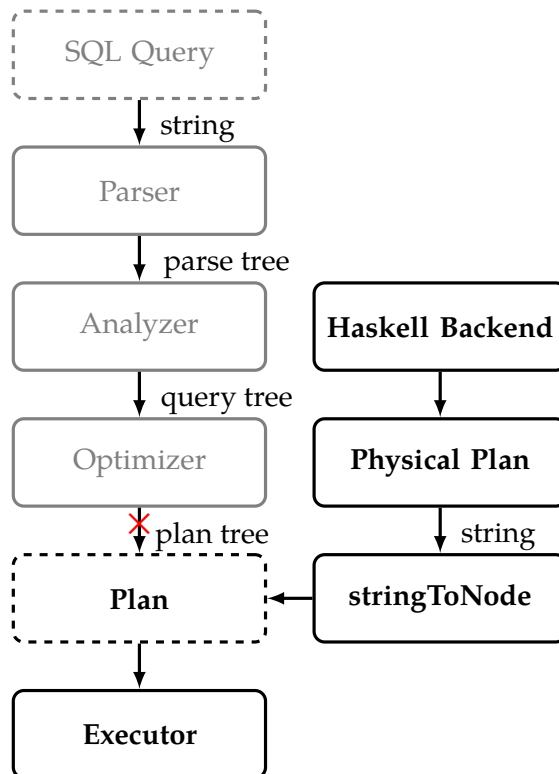 SQL Query
string
Parser
parse tree
Analyzer
Haskell Backend
query tree
Optimizer
Physical Plan
plan tree
string
Plan
stringToNode
Executor